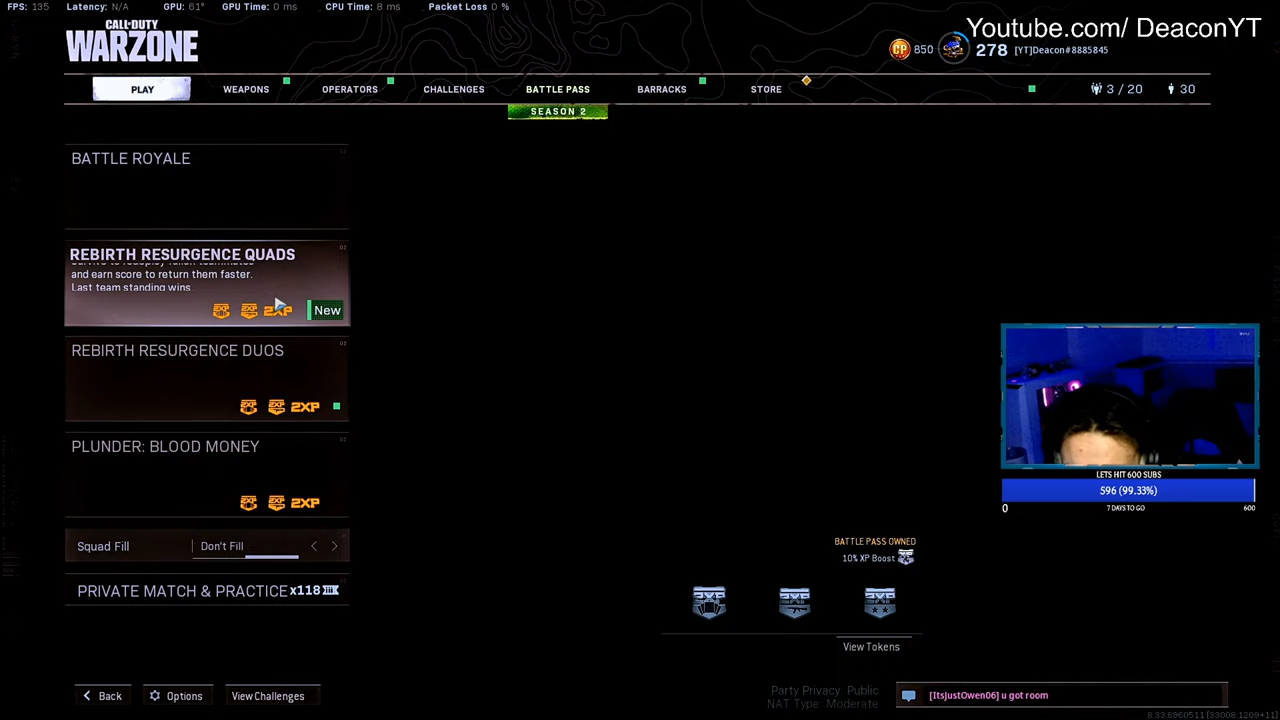 FPS: 135 Latency: N/A GPU: 61° GPU Time: 0 ms CPU Time: 8 ms Packet Loss 0 %
CALL OF DUTY
WARZONE
Youtube.com/ DeaconYT
CP 850 278 [YT]Deacon#8885845
PLAY WEAPONS OPERATORS CHALLENGES BATTLE PASS BARRACKS STORE 3 / 20 30
SEASON 2
BATTLE ROYALE
REBIRTH RESURGENCE QUADS
and earn score to return them faster.
Last team standing wins.
2XP New
REBIRTH RESURGENCE DUOS
2XP
PLUNDER: BLOOD MONEY
2XP
Squad Fill Don't Fill
PRIVATE MATCH & PRACTICE x118
LETS HIT 600 SUBS
596 (99.33%)
0 7 DAYS TO GO 600
BATTLE PASS OWNED
10% XP Boost
2XP 2XP 2XP
View Tokens
Back Options View Challenges
Party Privacy: Public
NAT Type: Moderate
[ItsjustOwen06] u got room